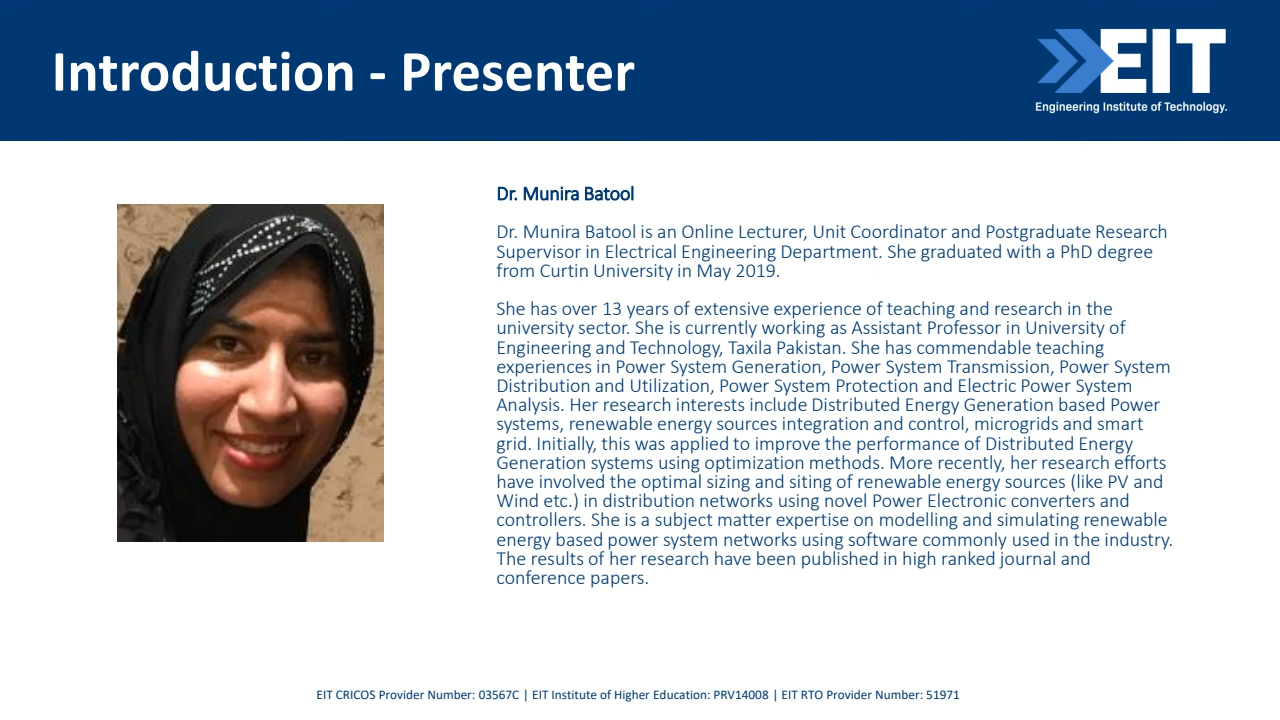 Introduction - Presenter
EIT
Engineering Institute of Technology.
Dr. Munira Batool
Dr. Munira Batool is an Online Lecturer, Unit Coordinator and Postgraduate Research
Supervisor in Electrical Engineering Department. She graduated with a PhD degree
from Curtin University in May 2019.
She has over 13 years of extensive experience of teaching and research in the
university sector. She is currently working as Assistant Professor in University of
Engineering and Technology, Taxila Pakistan. She has commendable teaching
experiences in Power System Generation, Power System Transmission, Power System
Distribution and Utilization, Power System Protection and Electric Power System
Analysis. Her research interests include Distributed Energy Generation based Power
systems, renewable energy sources integration and control, microgrids and smart
grid. Initially, this was applied to improve the performance of Distributed Energy
Generation systems using optimization methods. More recently, her research efforts
have involved the optimal sizing and siting of renewable energy sources (like PV and
Wind etc.) in distribution networks using novel Power Electronic converters and
controllers. She is a subject matter expertise on modelling and simulating renewable
energy based power system networks using software commonly used in the industry.
The results of her research have been published in high ranked journal and
conference papers.
EIT CRICOS Provider Number: 03567C | EIT Institute of Higher Education: PRV14008 | EIT RTO Provider Number: 51971